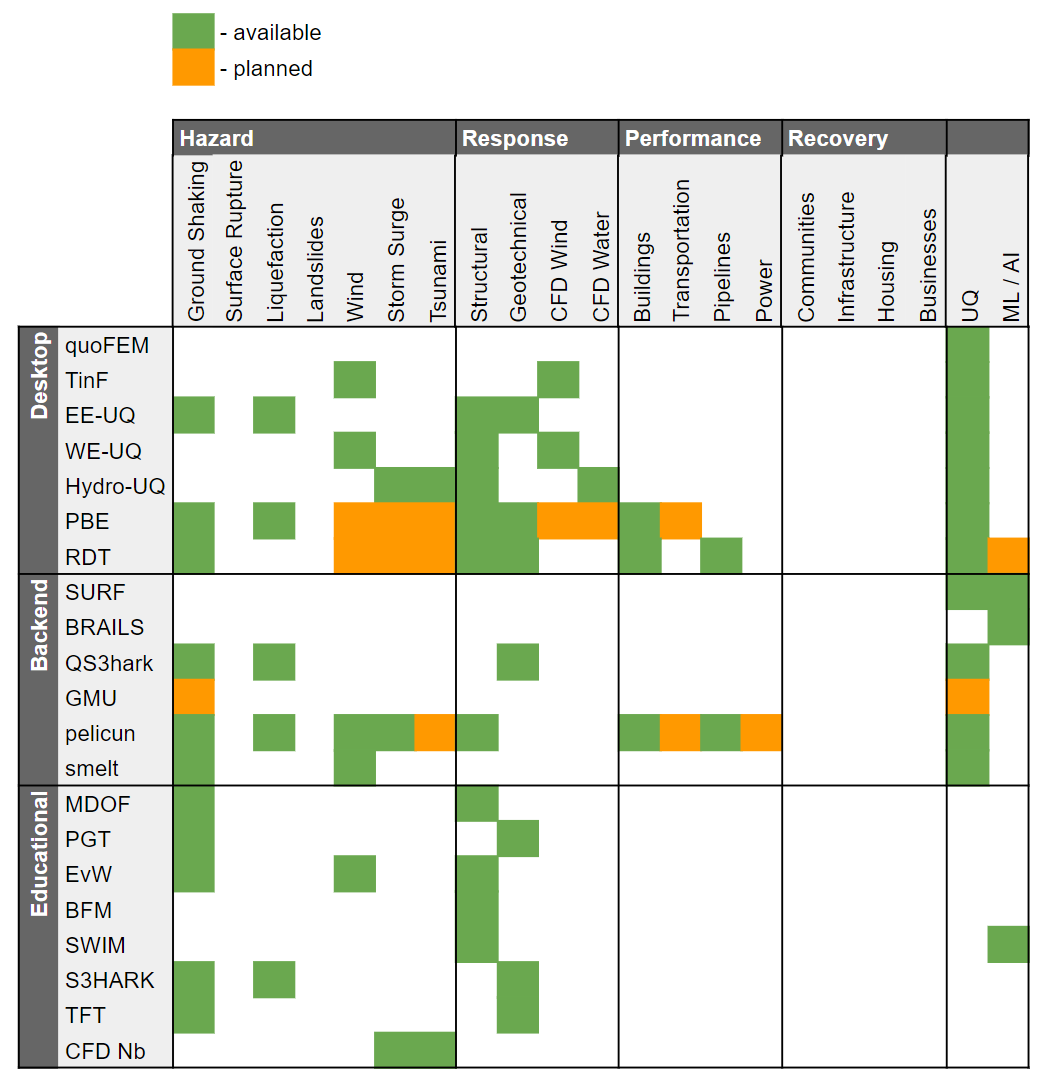 - available
- planned
Hazard Response Performance Recovery
Ground Shaking
Surface Rupture
Liquefaction
Landslides
Wind
Storm Surge
Tsunami
Structural
Geotechnical
CFD Wind
CFD Water
Buildings
Transportation
Pipelines
Power
Communities
Infrastructure
Housing
Businesses
UQ
ML / AI
Desktop
quoFEM
TinF
EE-UQ
WE-UQ
Hydro-UQ
PBE
RDT
Backend
SURF
BRAILS
QS3hark
GMU
pelicun
smelt
Educational
MDOF
PGT
EvW
BFM
SWIM
S3HARK
TFT
CFD Nb